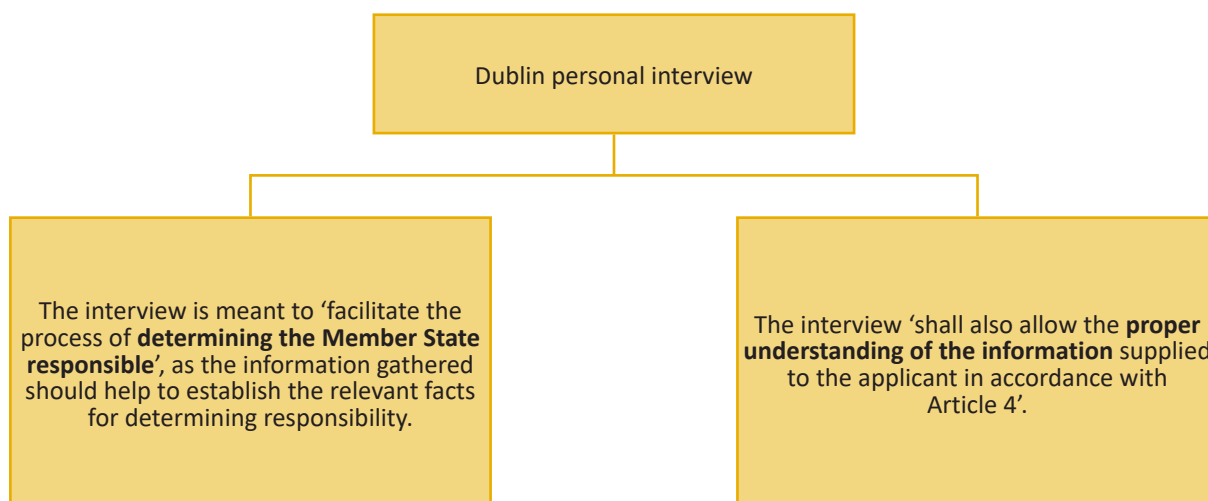 Dublin personal interview
The interview is meant to ‘facilitate the
process of determining the Member State
responsible’, as the information gathered
should help to establish the relevant facts
for determining responsibility.
The interview ‘shall also allow the proper
understanding of the information supplied
to the applicant in accordance with
Article 4’.